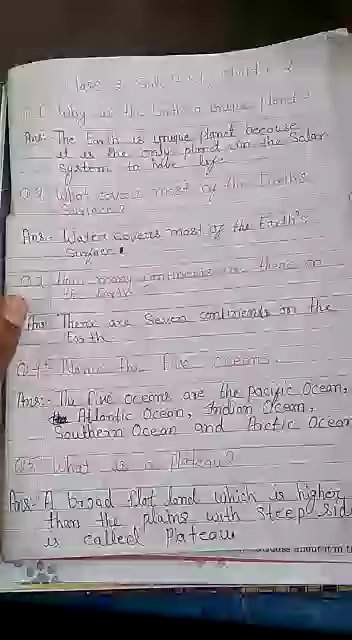 Class 3 Sub Chapter 2
Q.1 Why is the Earth a unique planet?
Ans:- The Earth is unique planet because
it is the only planet in the Solar
System to have life.
Q.2 What covers most of the Earth's
Surface?
Ans:- Water covers most of the Earth's
Surface.
Q.3 How many continents are there on
the Earth?
Ans There are Seven continents on the
Earth.
Q.4:- Name the five oceans.
Ans:- The five oceans are the pacific Ocean,
Atlantic Ocean, Indian Ocean,
Southern Ocean and Arctic Ocean
Q.5 What is a Plateau?
Ans:- A broad flat land which is higher
than the plains with steep sid
is called Plateau
about it in t